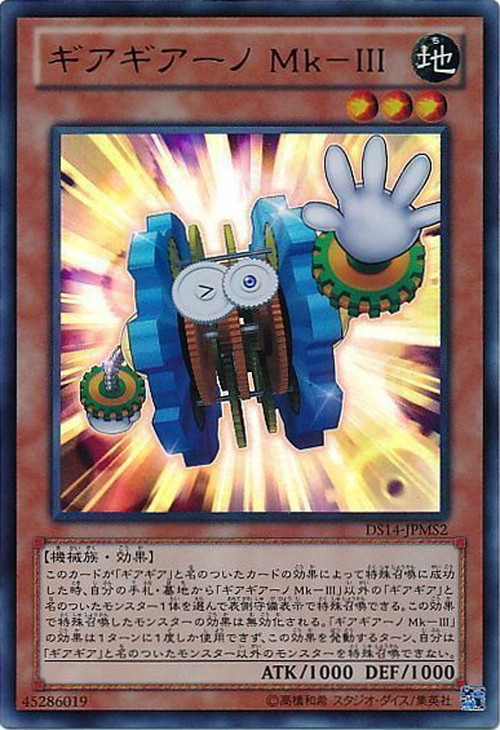 ギアギアーノ Mk－III
地
DS14-JPMS2
【機械族・効果】
このカードが「ギアギア」と名のついたカードの効果によって特殊召喚に成功
した時、自分の手札・墓地から「ギアギアーノ Mk－III」以外の「ギアギア」と
名のついたモンスター1体を選んで表側守備表示で特殊召喚できる。この効果
で特殊召喚したモンスターの効果は無効化される。「ギアギアーノ Mk－III」
の効果は1ターンに1度しか使用できず、この効果を発動するターン、自分は
「ギアギア」と名のついたモンスター以外のモンスターを特殊召喚できない。
ATK/1000 DEF/1000
45286019 ©高橋和希 スタジオ・ダイス/集英社